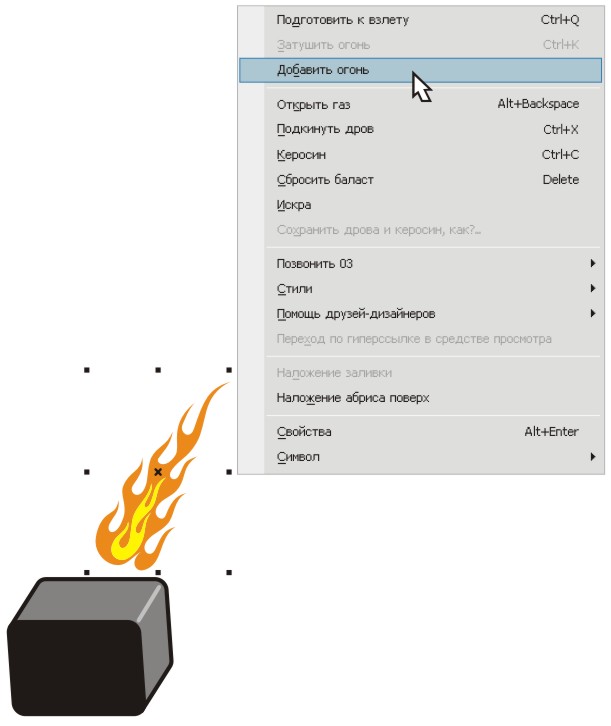 Подготовить к взлету Ctrl+Q
Затушить огонь Ctrl+K
Добавить огонь
Открыть газ Alt+Backspace
Подкинуть дров Ctrl+X
Керосин Ctrl+C
Сбросить баласт Delete
Искра
Сохранить дрова и керосин, как?...
Позвонить 03
Стили
Помощь друзей-дизайнеров
Переход по гиперссылке в средстве просмотра
Наложение заливки
Наложение абриса поверх
Свойства Alt+Enter
Символ